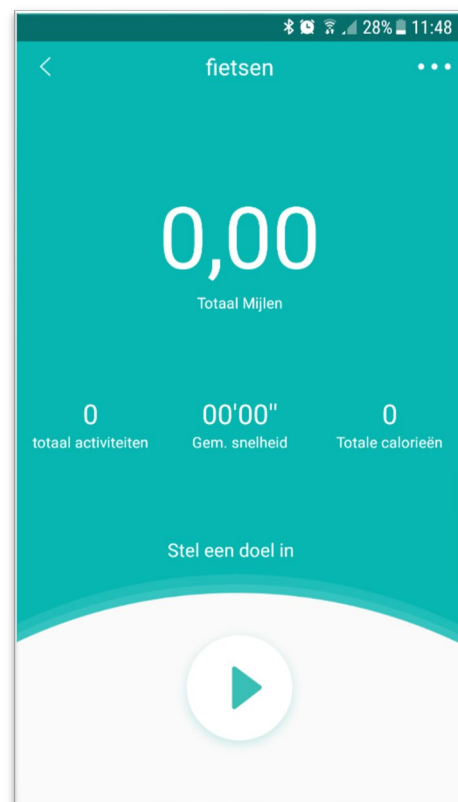 28% 11:48
fietsen
0,00
Totaal Mijlen
0 00'00" 0
totaal activiteiten Gem. snelheid Totale calorieën
Stel een doel in